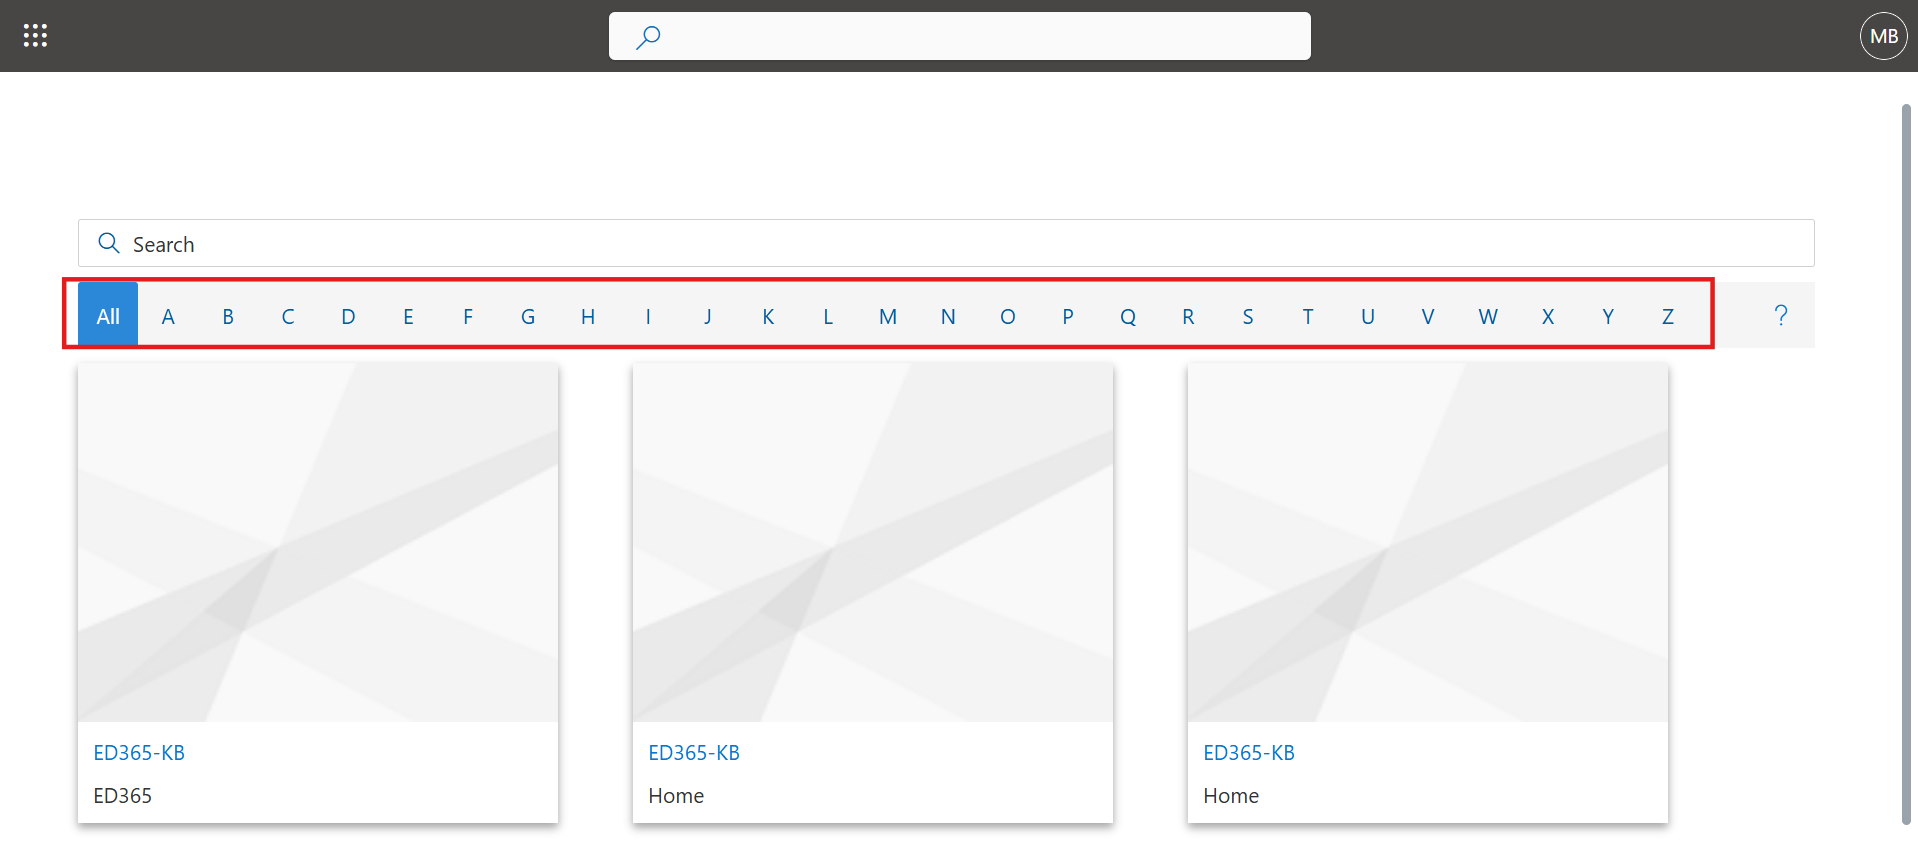 MB
Search
All A B C D E F G H I J K L M N O P Q R S T U V W X Y Z ?
ED365-KB ED365-KB ED365-KB
ED365 Home Home